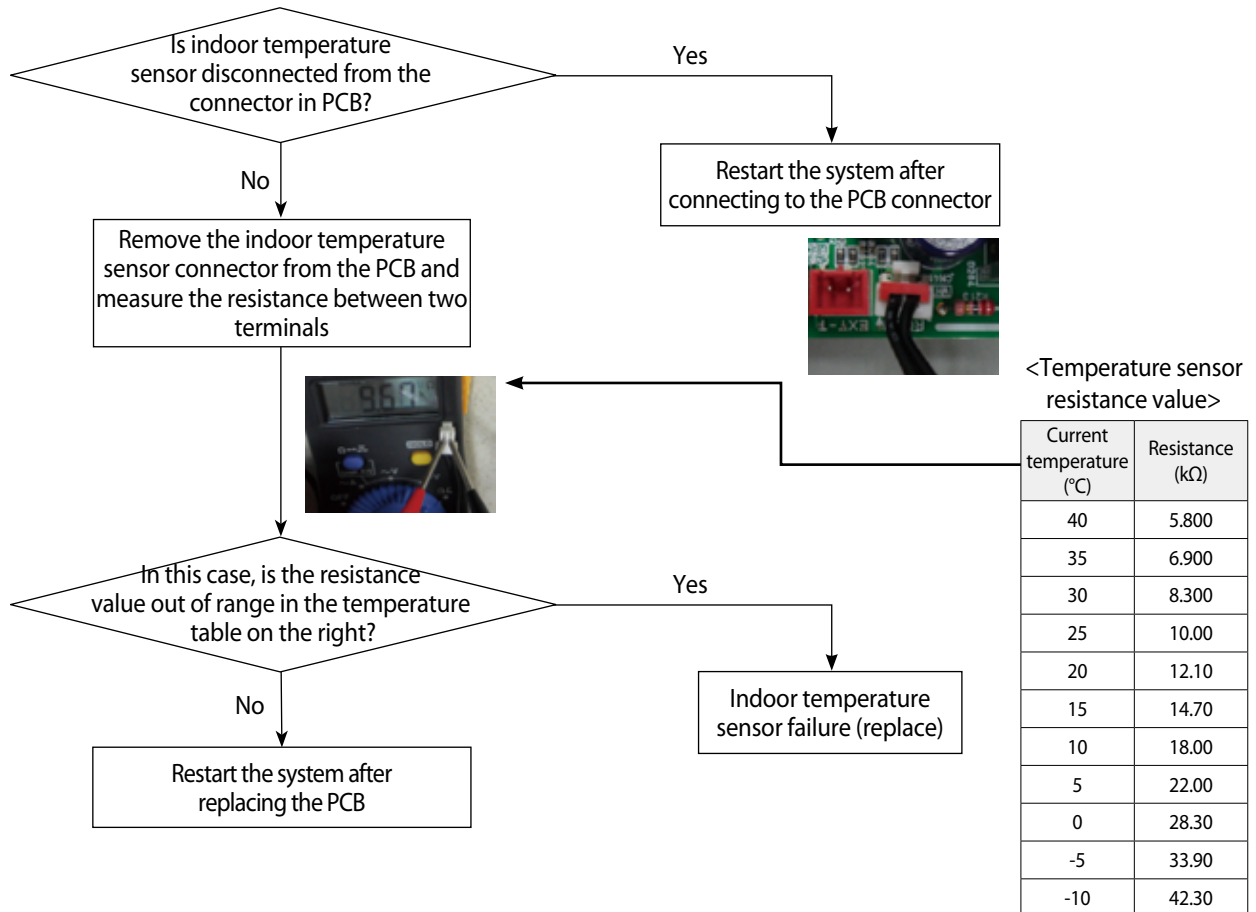 Is indoor temperature
sensor disconnected from the
connector in PCB?
Yes
Restart the system after
connecting to the PCB connector
No
Remove the indoor temperature
sensor connector from the PCB and
measure the resistance between two
terminals
EXT-T
<Temperature sensor
resistance value>
Current
temperature
(°C)
Resistance
(kΩ)
40 5.800
35 6.900
30 8.300
25 10.00
20 12.10
15 14.70
10 18.00
5 22.00
0 28.30
-5 33.90
-10 42.30
In this case, is the resistance
value out of range in the temperature
table on the right?
Yes
Indoor temperature
sensor failure (replace)
No
Restart the system after
replacing the PCB